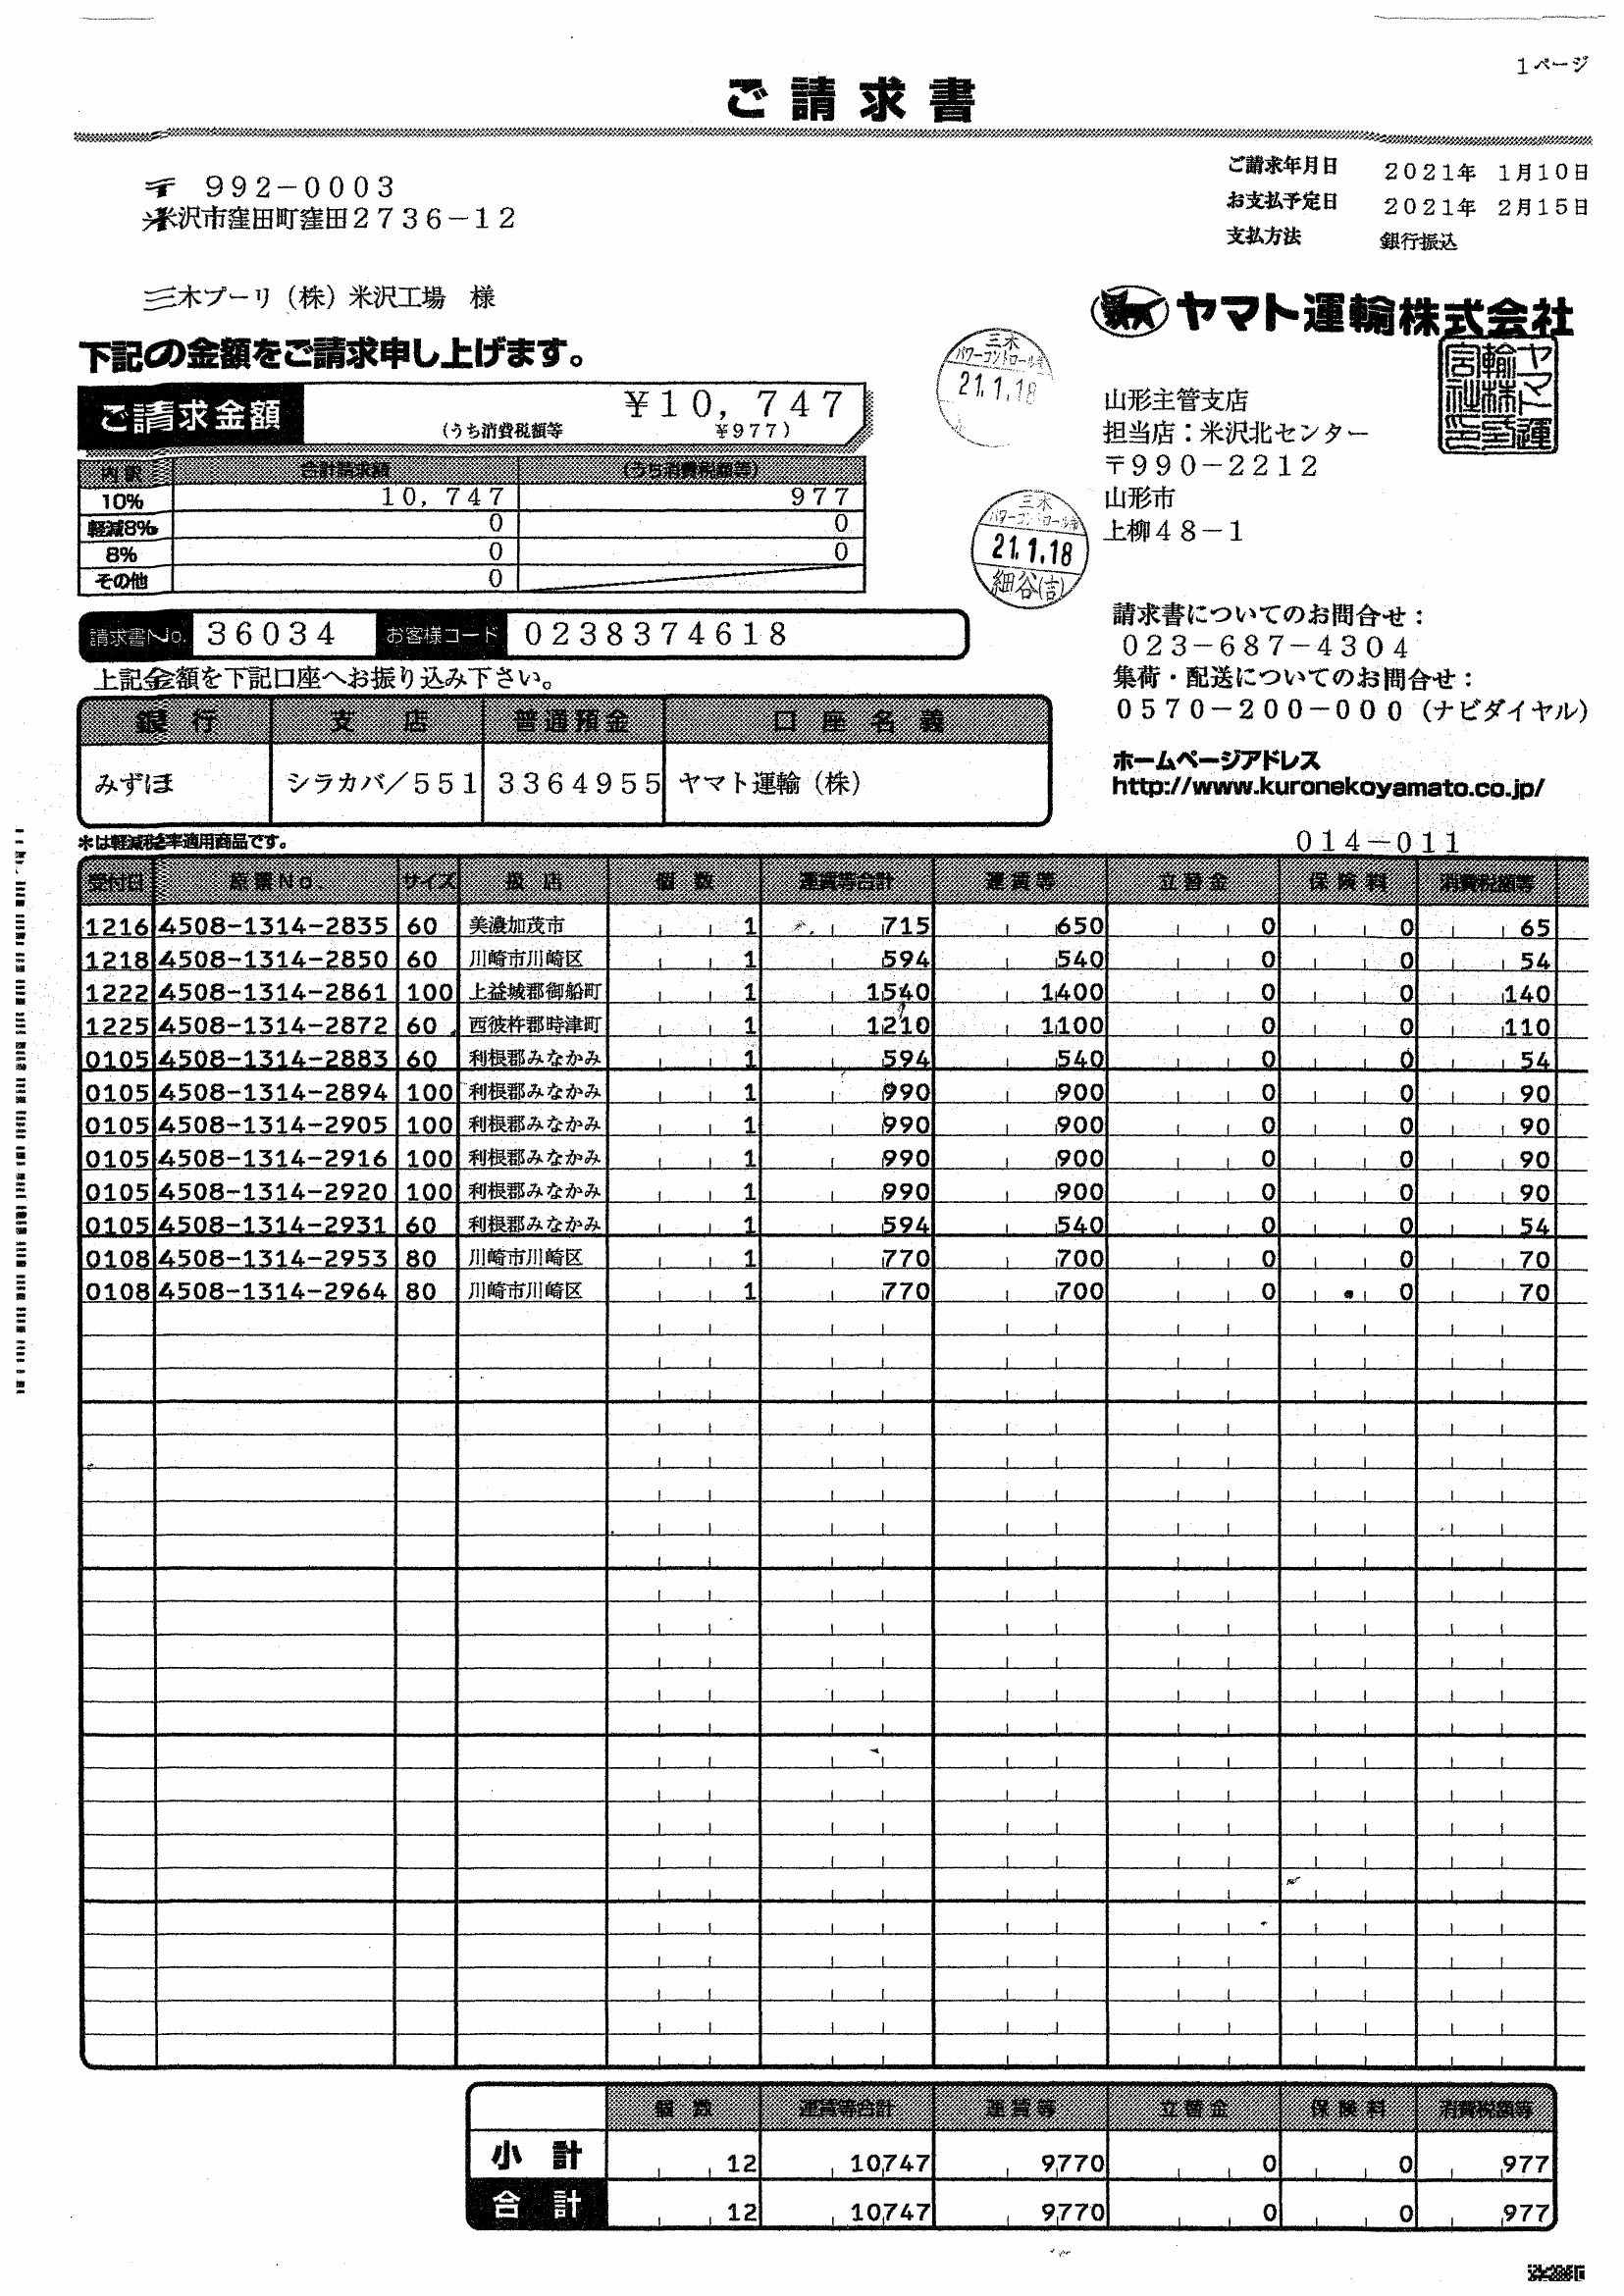 1ページ
ご請求書
ご請求年月日 2021年 1月10日
お支払予定日 2021年 2月15日
支払方法 銀行振込
〒 992-0003
米沢市窪田町窪田2736-12
三木プーリ(株)米沢工場 様
ヤマト運輸株式会社
下記の金額をご請求申し上げます。
ご請求金額 ¥10,747
(うち消費税額等 ¥977)
三木
パワーコントロール
21.1.18
山形主管支店
担当店:米沢北センター
〒990-2212
山形市
上柳48-1
内訳 合計請求額 (うち消費税額等)
10% 10,747 977
軽減8% 0 0
8% 0 0
その他 0
三木
パワーコントロール
21.1.18
細谷(吉)
請求書No. 36034 お客様コード 0238374618
請求書についてのお問合せ:
023-687-4304
集荷・配送についてのお問合せ:
0570-200-000(ナビダイヤル)
上記金額を下記口座へお振り込み下さい。
銀行 支店 普通預金 口座名義
みずほ シラカバ/551 3364955 ヤマト運輸(株)
ホームページアドレス
http://www.kuronekoyamato.co.jp/
*は軽減税率適用商品です。
014-011
受付日 原票No. サイズ 扱店 個数 運賃等合計 運賃等 立替金 保険料 消費税額等
1216 4508-1314-2835 60 美濃加茂市 1 715 650 0 0 65
1218 4508-1314-2850 60 川崎市川崎区 1 594 540 0 0 54
1222 4508-1314-2861 100 上益城郡御船町 1 1540 1400 0 0 140
1225 4508-1314-2872 60 西彼杵郡時津町 1 1210 1100 0 0 110
0105 4508-1314-2883 60 利根郡みなかみ 1 594 540 0 0 54
0105 4508-1314-2894 100 利根郡みなかみ 1 990 900 0 0 90
0105 4508-1314-2905 100 利根郡みなかみ 1 990 900 0 0 90
0105 4508-1314-2916 100 利根郡みなかみ 1 990 900 0 0 90
0105 4508-1314-2920 100 利根郡みなかみ 1 990 900 0 0 90
0105 4508-1314-2931 60 利根郡みなかみ 1 594 540 0 0 54
0108 4508-1314-2953 80 川崎市川崎区 1 770 700 0 0 70
0108 4508-1314-2964 80 川崎市川崎区 1 770 700 0 0 70
個数 運賃等合計 運賃等 立替金 保険料 消費税額等
小計 12 10747 9770 0 0 977
合計 12 10747 9770 0 0 977